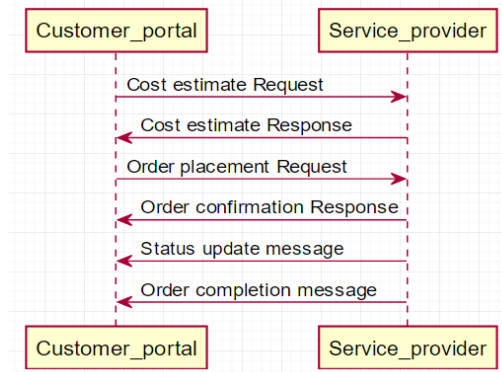 Customer_portal
Service_provider
Cost estimate Request
Cost estimate Response
Order placement Request
Order confirmation Response
Status update message
Order completion message
Customer_portal
Service_provider